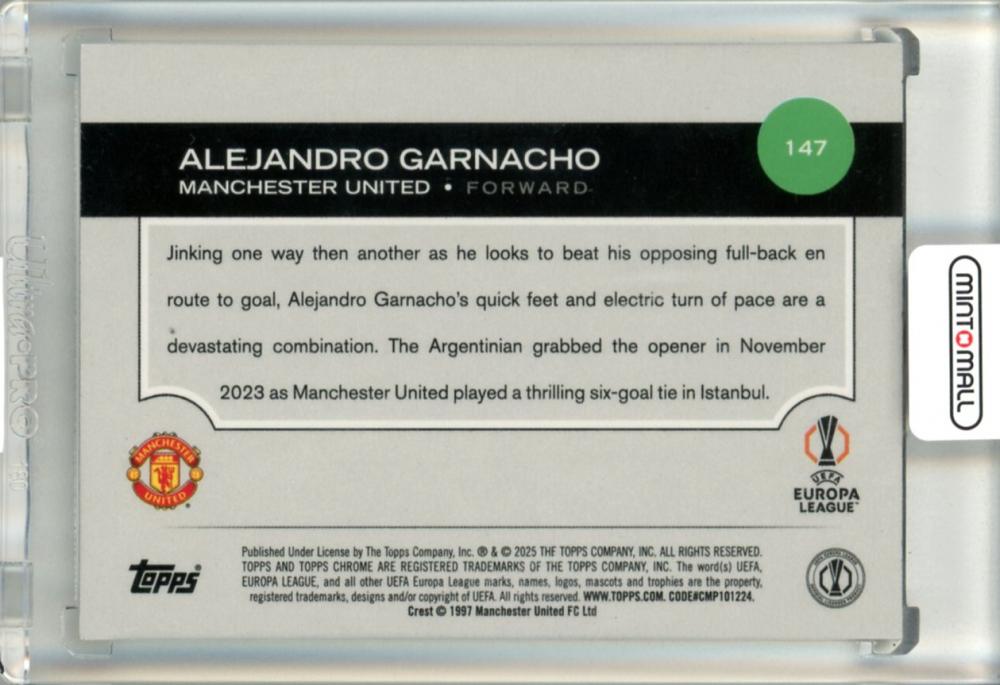 147
ALEJANDRO GARNACHO
MANCHESTER UNITED • FORWARD
Jinking one way then another as he looks to beat his opposing full-back en
route to goal, Alejandro Garnacho's quick feet and electric turn of pace are a
devastating combination. The Argentinian grabbed the opener in November
2023 as Manchester United played a thrilling six-goal tie in Istanbul.
MANCHESTER
UNITED
UEFA
EUROPA
LEAGUE™
topps®
Published Under License by The Topps Company, Inc. ® & © 2025 THE TOPPS COMPANY, INC. ALL RIGHTS RESERVED.
TOPPS AND TOPPS CHROME ARE REGISTERED TRADEMARKS OF THE TOPPS COMPANY, INC. The word(s) UEFA,
EUROPA LEAGUE, and all other UEFA Europa League marks, names, logos, mascots and trophies are the property,
registered trademarks, designs and/or copyright of UEFA. All rights reserved. WWW.TOPPS.COM. CODE#CMP101224.
Crest © 1997 Manchester United FC Ltd
MINT MALL
UltraPRO®
180